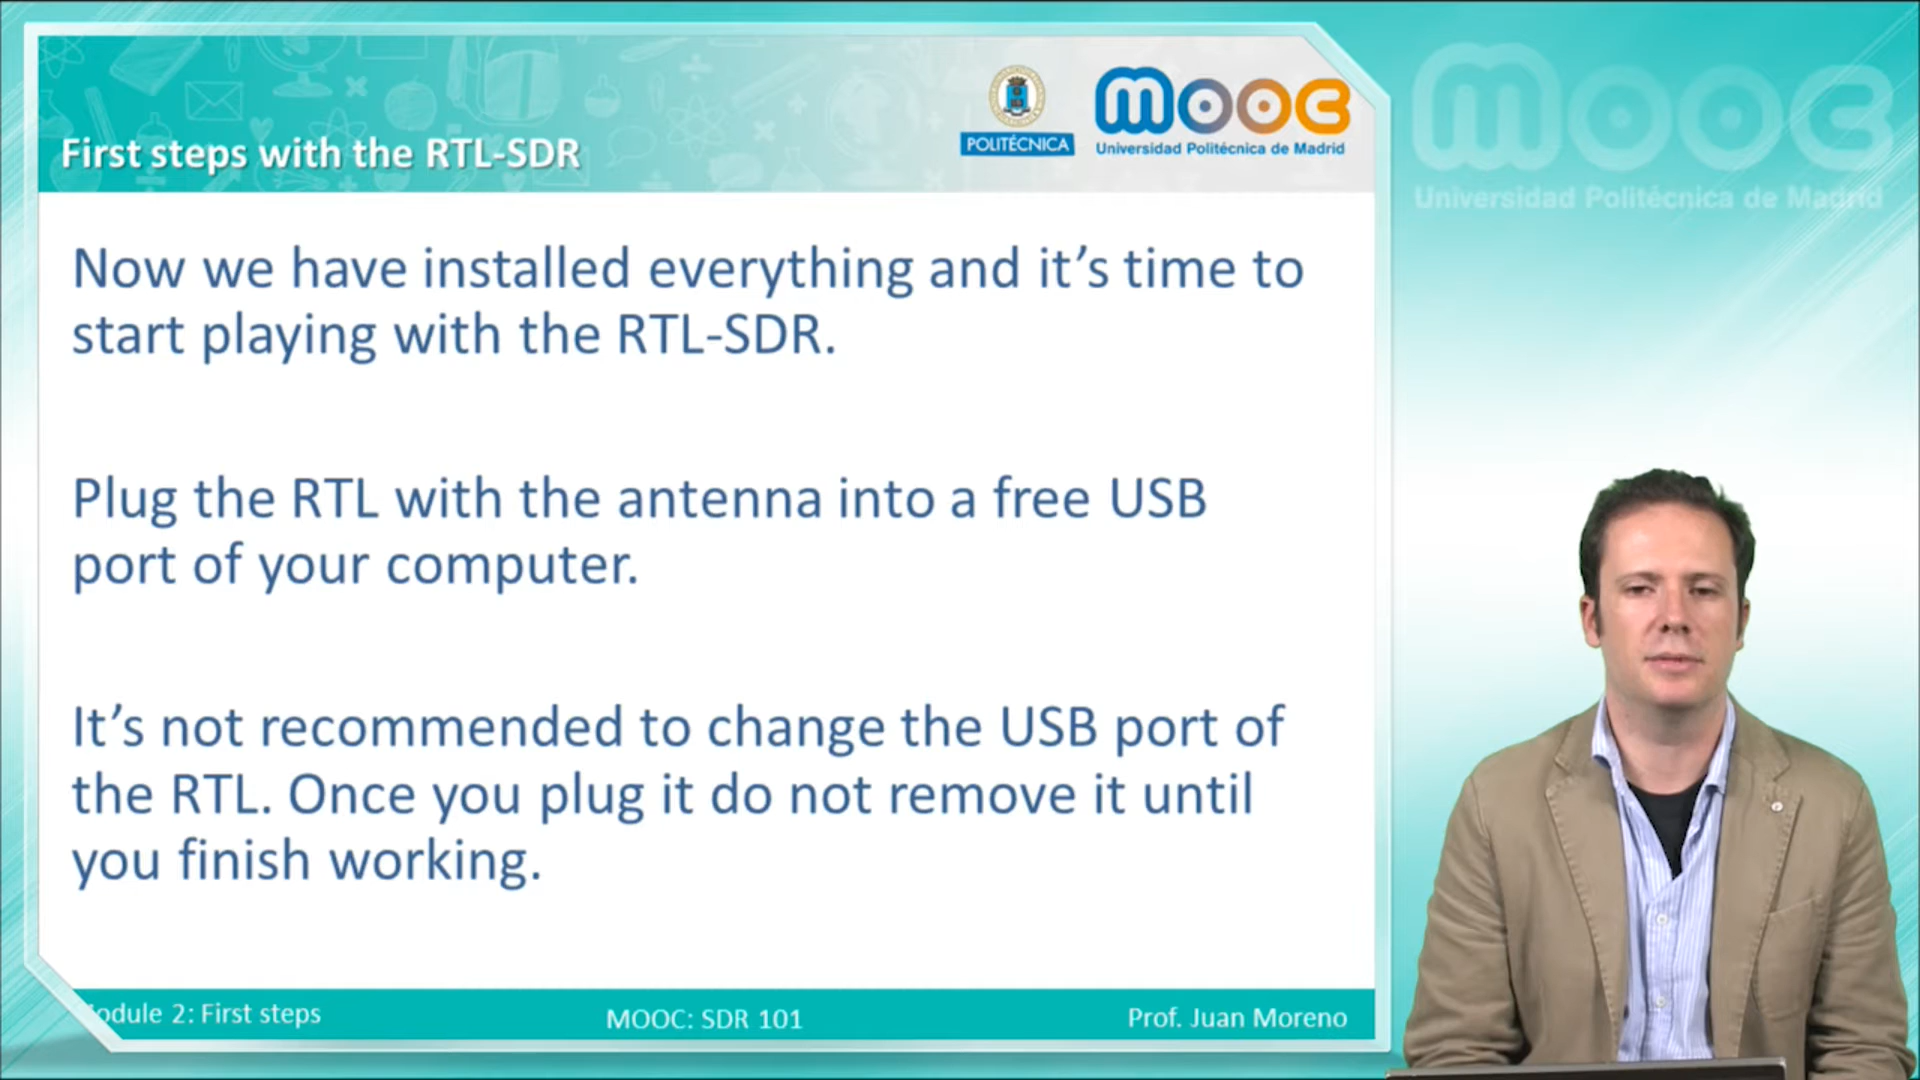 First steps with the RTL-SDR
POLITÉCNICA
mooc
Universidad Politécnica de Madrid
mooc
Universidad Politécnica de Madrid
Now we have installed everything and it’s time to
start playing with the RTL-SDR.
Plug the RTL with the antenna into a free USB
port of your computer.
It’s not recommended to change the USB port of
the RTL. Once you plug it do not remove it until
you finish working.
odule 2: First steps
MOOC: SDR 101
Prof. Juan Moreno